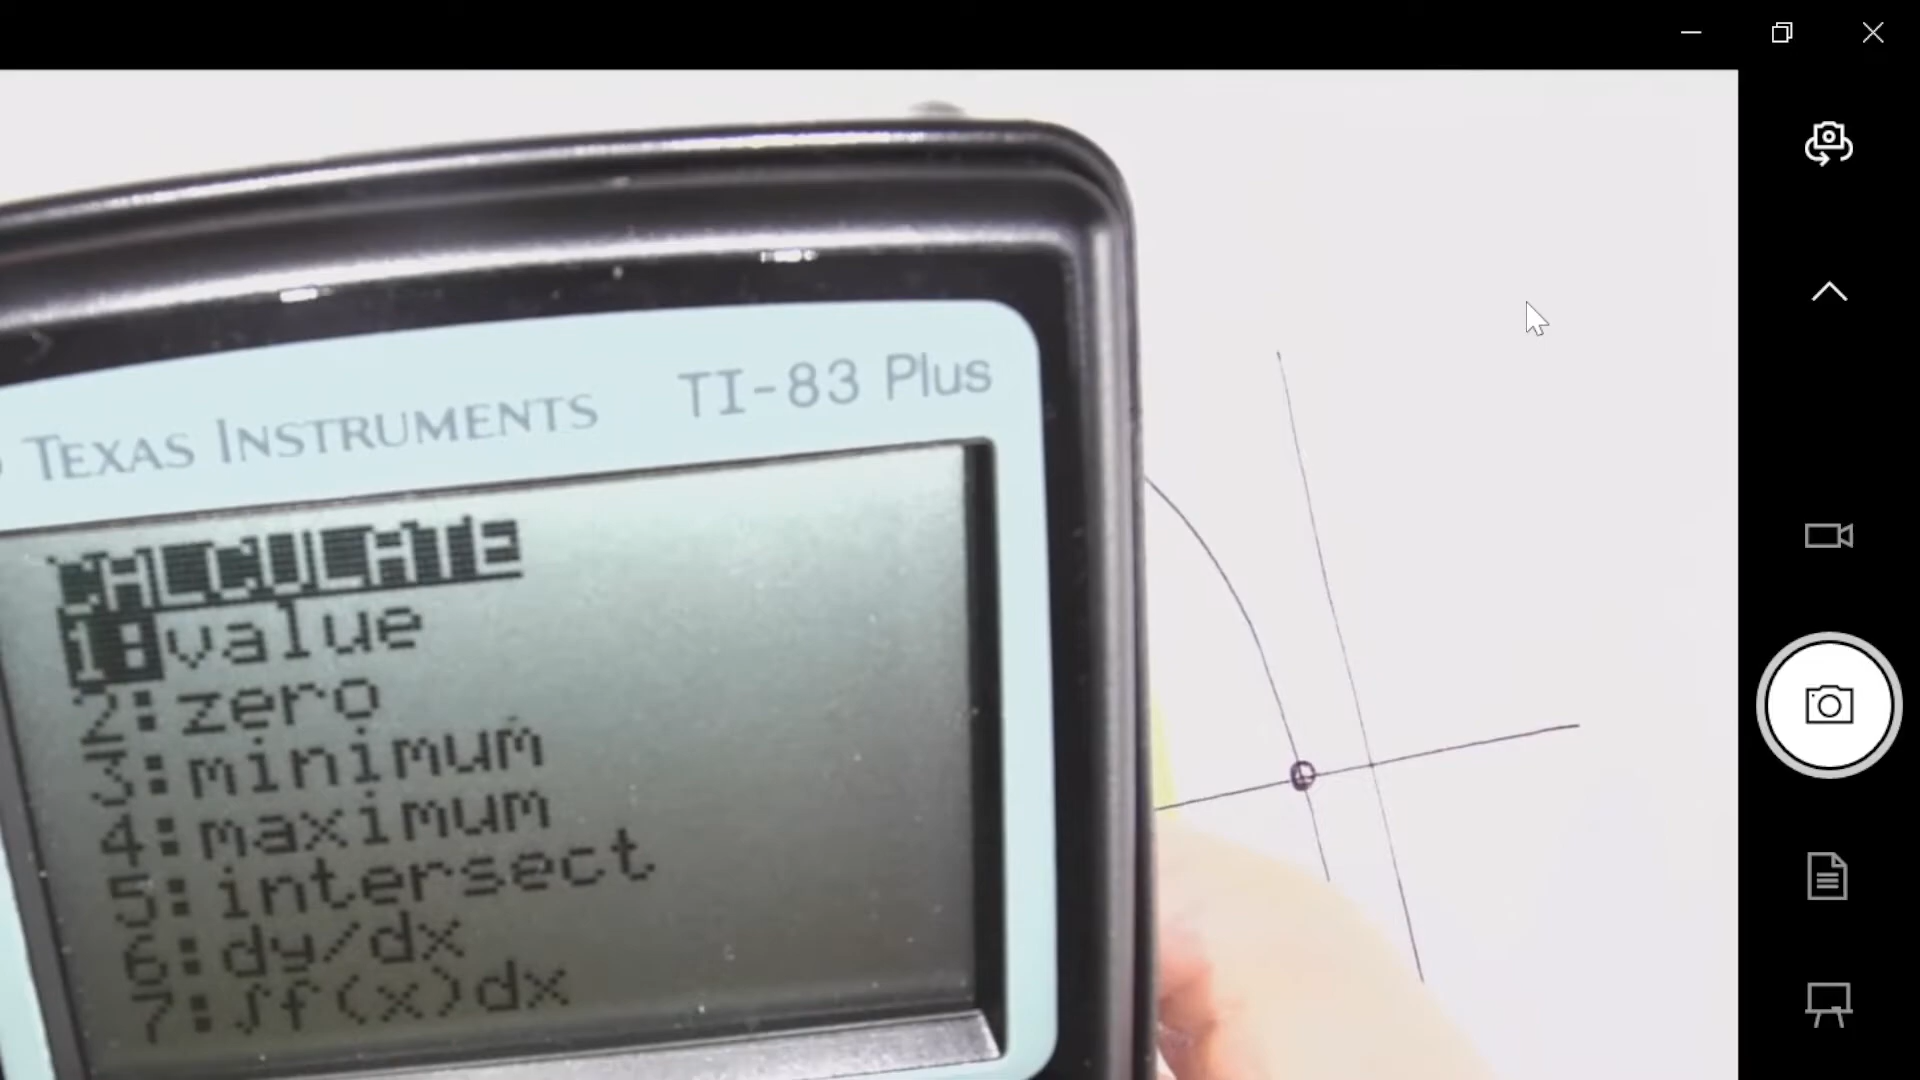 TEXAS INSTRUMENTS TI-83 Plus
CALCULATE
1:value
2:zero
3:minimum
4:maximum
5:intersect
6:dy/dx
7:∫f(x)dx